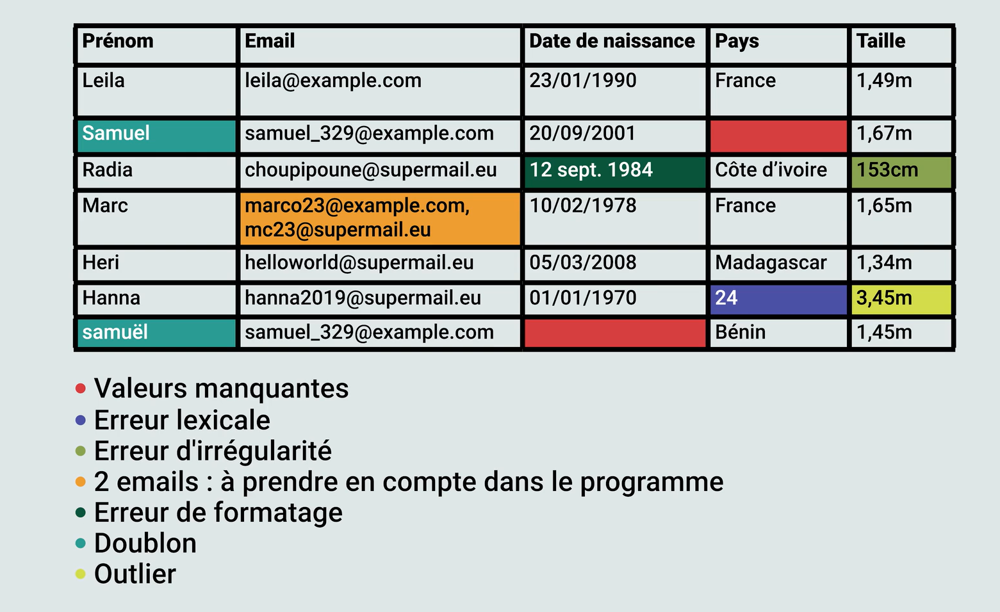 Prénom Email Date de naissance Pays Taille
Leila leila@example.com 23/01/1990 France 1,49m
Samuel samuel_329@example.com 20/09/2001 1,67m
Radia choupipoune@supermail.eu 12 sept. 1984 Côte d’ivoire 153cm
Marc marco23@example.com, 10/02/1978 France 1,65m
mc23@supermail.eu
Heri helloworld@supermail.eu 05/03/2008 Madagascar 1,34m
Hanna hanna2019@supermail.eu 01/01/1970 24 3,45m
samuël samuel_329@example.com Bénin 1,45m
• Valeurs manquantes
• Erreur lexicale
• Erreur d'irrégularité
• 2 emails : à prendre en compte dans le programme
• Erreur de formatage
• Doublon
• Outlier